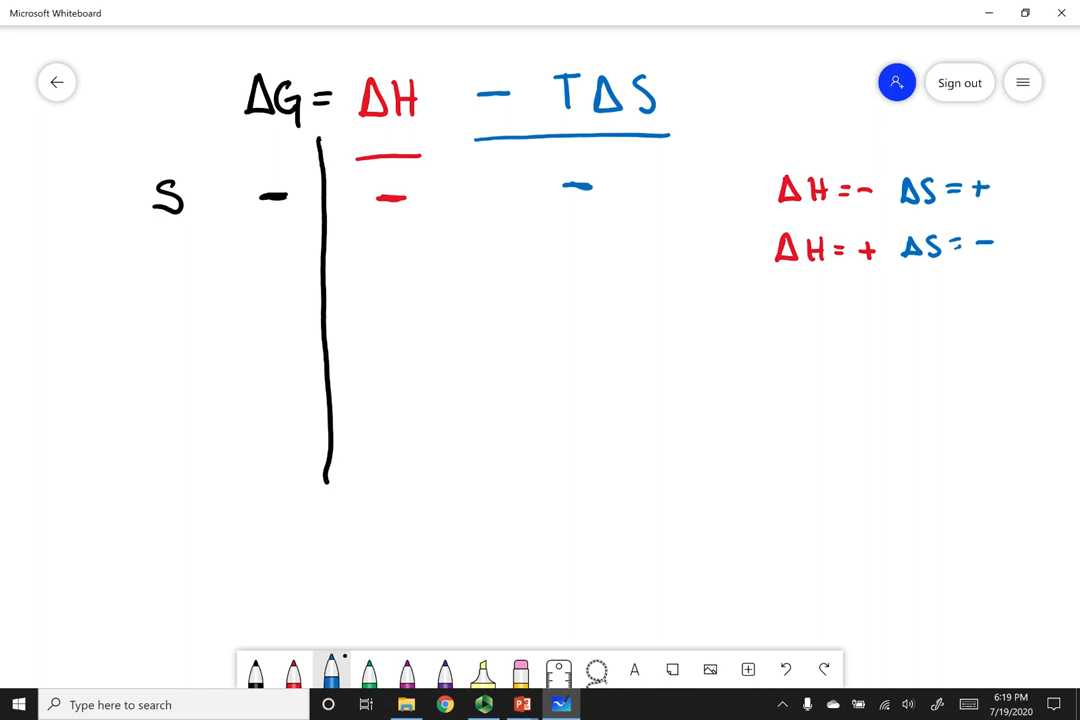 Microsoft Whiteboard
Sign out
ΔG = ΔH - TΔS
S - - -
ΔH = - ΔS = +
ΔH = + ΔS = -
A
Type here to search
6:19 PM
7/19/2020